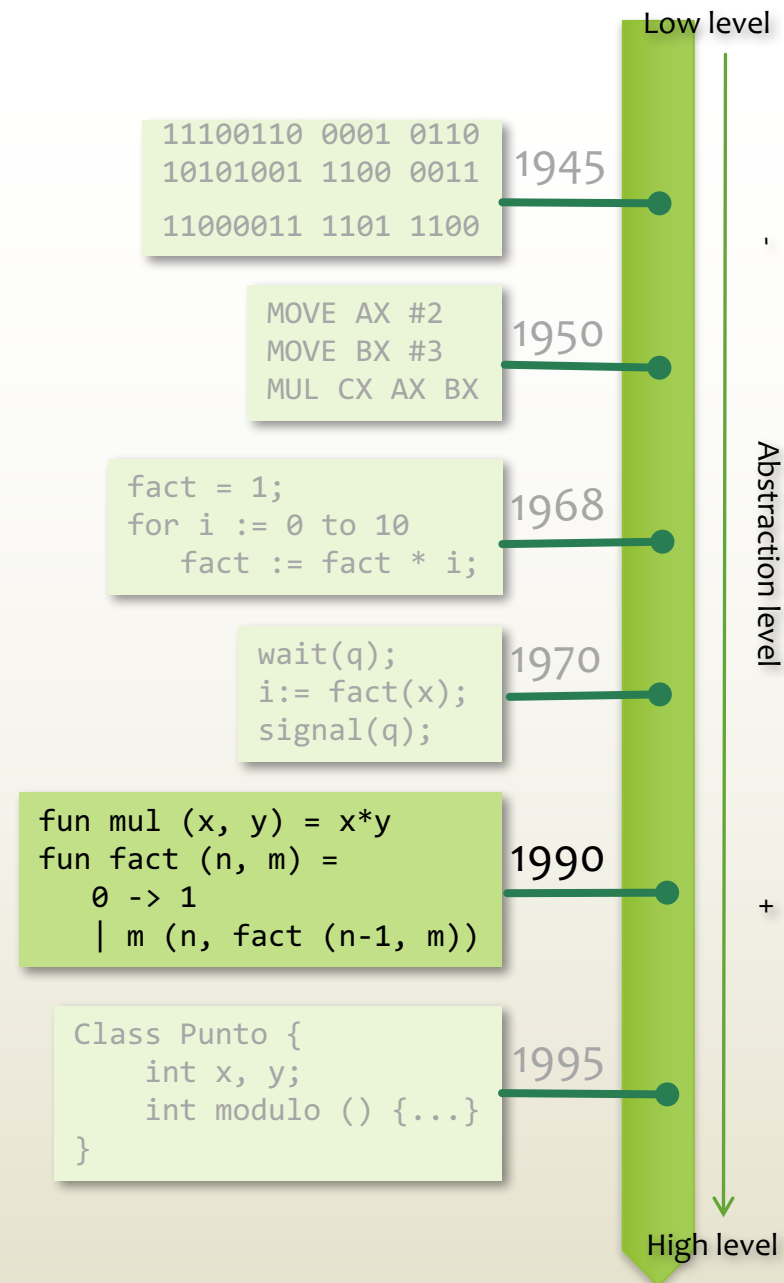 Low level
11100110 0001 0110
10101001 1100 0011
11000011 1101 1100
1945
-
MOVE AX #2
MOVE BX #3
MUL CX AX BX
1950
Abstraction level
fact = 1;
for i := 0 to 10
   fact := fact * i;
1968
wait(q);
i:= fact(x);
signal(q);
1970
fun mul (x, y) = x*y
fun fact (n, m) =
   0 -> 1
   | m (n, fact (n-1, m))
1990
+
Class Punto {
    int x, y;
    int modulo () {...}
}
1995
High level